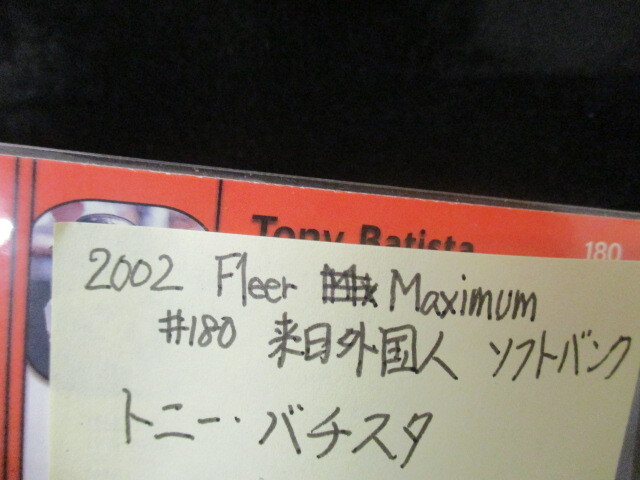 Tony Batista
180
2002 Fleer Maximum
#180 来日外国人 ソフトバンク
トニー・バチスタ